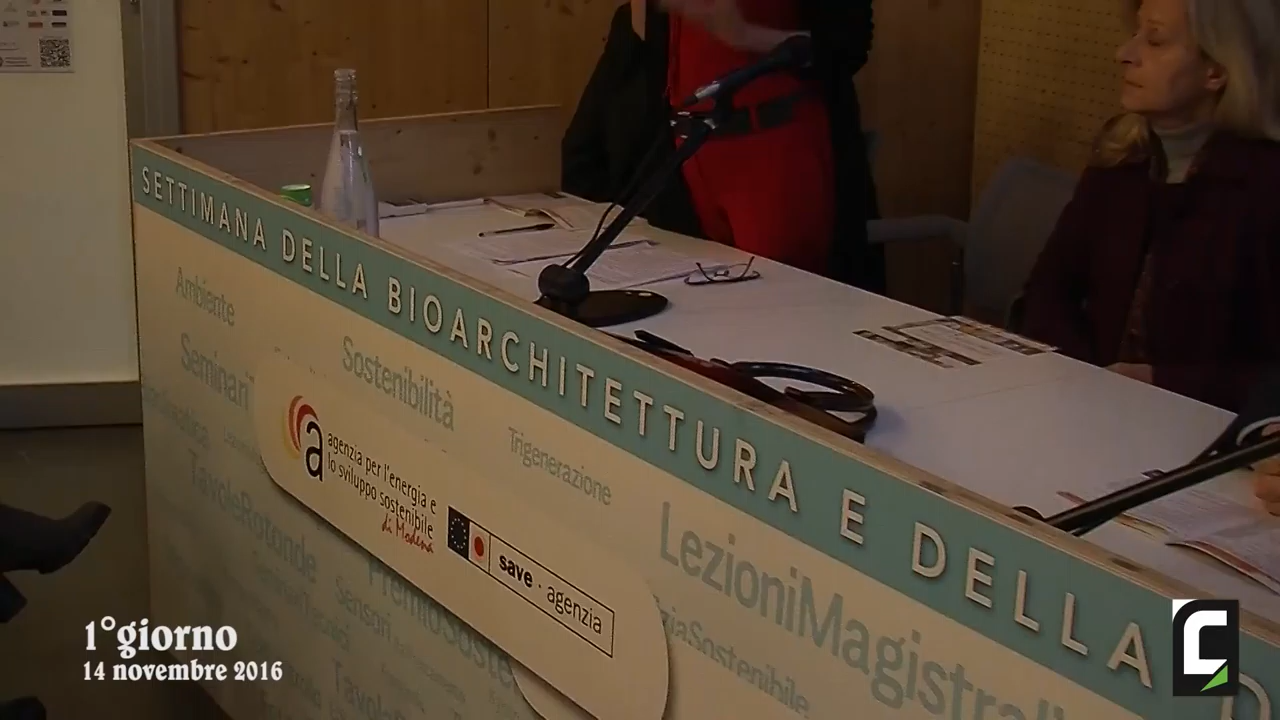 SETTIMANA DELLA BIOARCHITETTURA E DELLA D
Ambiente
Seminari
Sostenibilità
Trigenerazione
TavoleRotonde
LezioniMagistrali
Sensori
agenzia per l'energia e
lo sviluppo sostenibile
di Modena
save · agenzia
1°giorno
14 novembre 2016